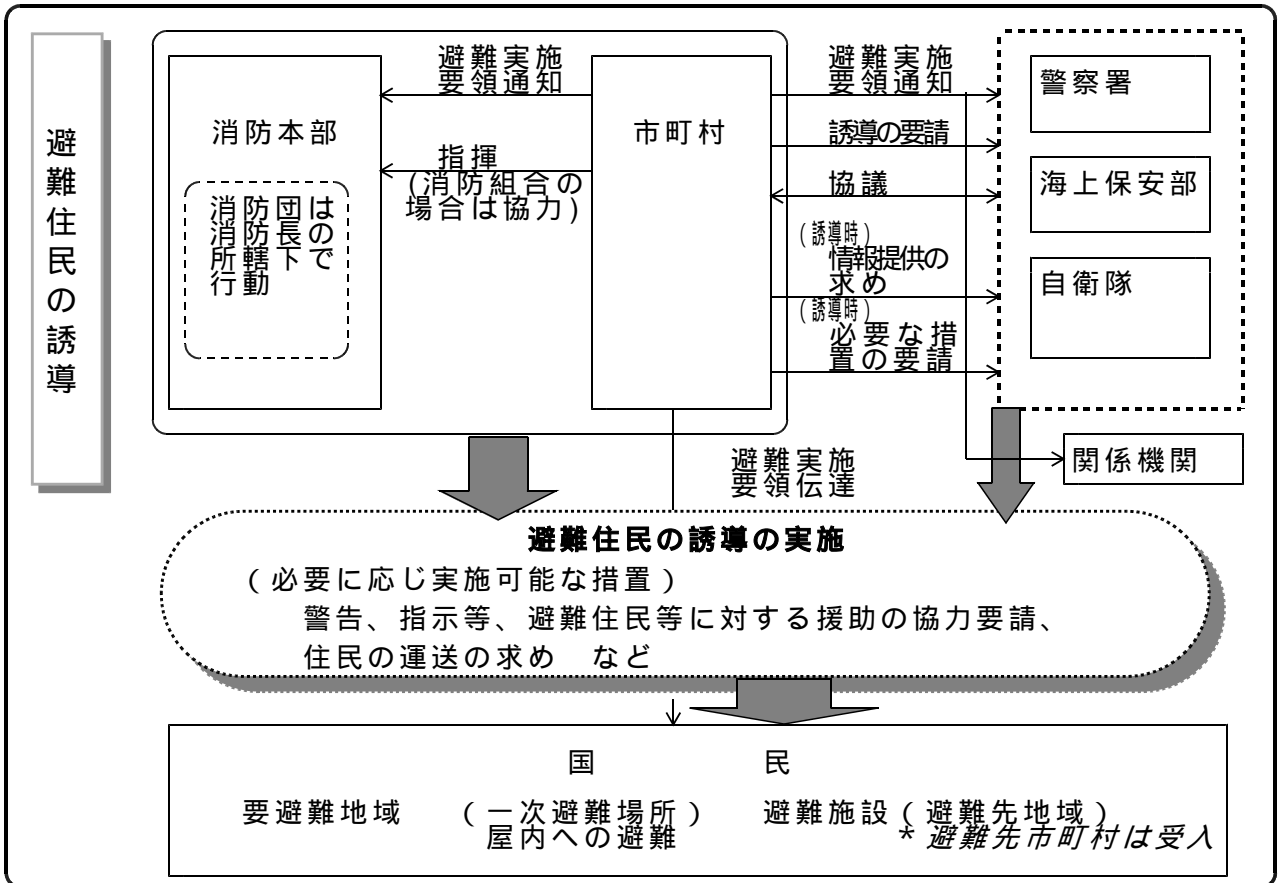 避難住民の誘導
消防本部
消防団は
消防長の
所轄下で
行動
避難実施
要領通知
指揮
(消防組合の
場合は協力)
市町村
避難実施
要領通知
誘導の要請
協議
(誘導時)
情報提供の
求め
(誘導時)
必要な措
置の要請
警察署
海上保安部
自衛隊
関係機関
避難実施
要領伝達
避難住民の誘導の実施
(必要に応じ実施可能な措置)
警告、指示等、避難住民等に対する援助の協力要請、
住民の運送の求め　など
国　民
要避難地域　(一次避難場所)　避難施設(避難先地域)
屋内への避難　*避難先市町村は受入